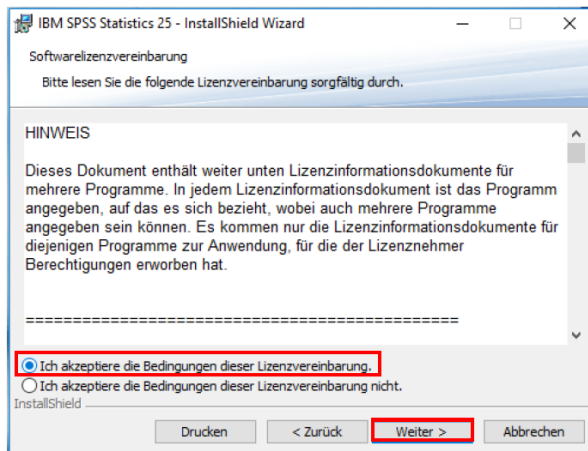 IBM SPSS Statistics 25 - InstallShield Wizard
Softwarelizenzvereinbarung
Bitte lesen Sie die folgende Lizenzvereinbarung sorgfältig durch.
HINWEIS
Dieses Dokument enthält weiter unten Lizenzinformationsdokumente für
mehrere Programme. In jedem Lizenzinformationsdokument ist das Programm
angegeben, auf das es sich bezieht, wobei auch mehrere Programme
angegeben sein können. Es kommen nur die Lizenzinformationsdokumente für
diejenigen Programme zur Anwendung, für die der Lizenznehmer
Berechtigungen erworben hat.
==============================================
Ich akzeptiere die Bedingungen dieser Lizenzvereinbarung.
Ich akzeptiere die Bedingungen dieser Lizenzvereinbarung nicht.
InstallShield
Drucken < Zurück Weiter > Abbrechen